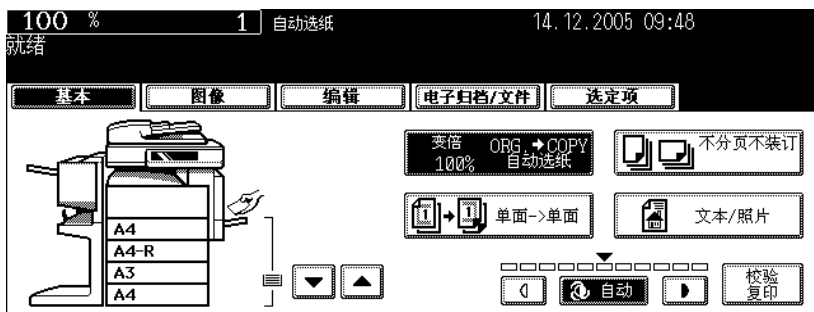 100 % 1 自动选纸 14.12.2005 09:48
就绪
基本 图像 编辑 电子归档/文件 选定项
变倍 ORG.➔COPY
100% 自动选纸
不分页不装订
1 1 单面->单面
文本/照片
A4
A4-R
A3
A4
自动
校验
复印